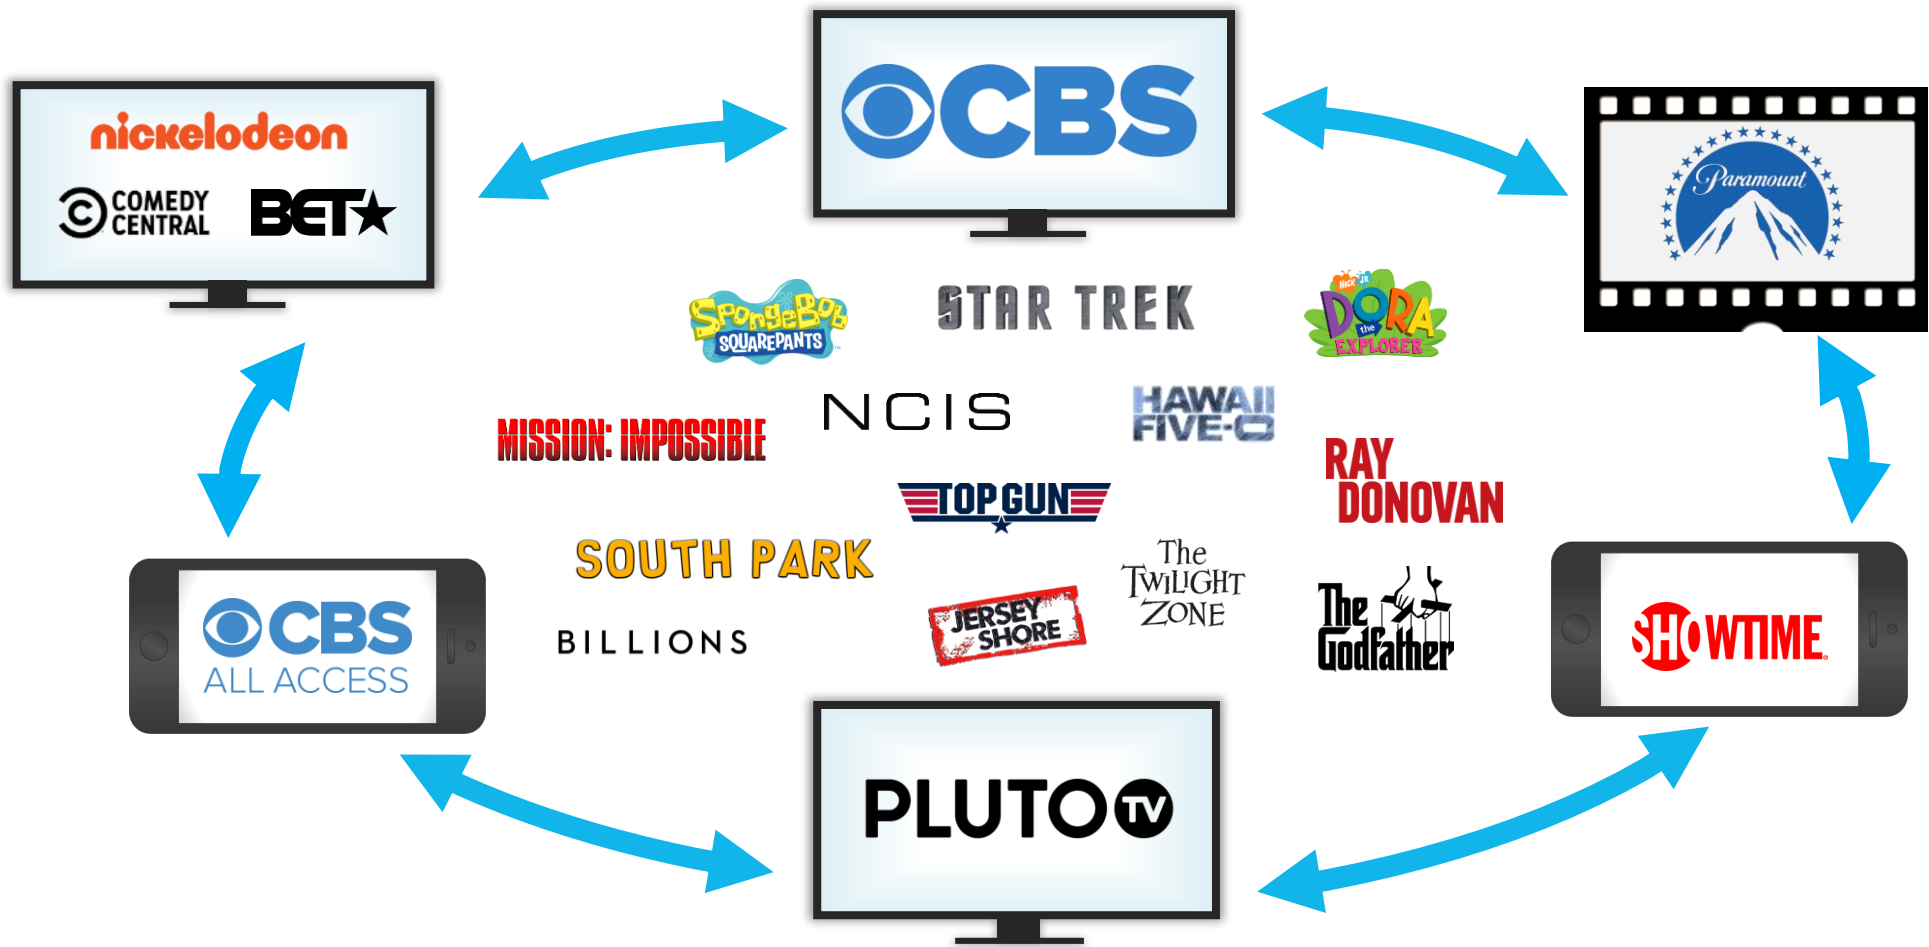 CBS
nickelodeon
COMEDY
CENTRAL
BET
Paramount
SPONGEBOB
SQUAREPANTS
STAR TREK
NICK JR
DORA
the
EXPLORER
NCIS
HAWAII
FIVE-O
MISSION: IMPOSSIBLE
RAY
DONOVAN
TOP GUN
SOUTH PARK
The
TWILIGHT
ZONE
JERSEY
SHORE
The
Godfather
BILLIONS
CBS
ALL ACCESS
SHOWTIME
PLUTO TV